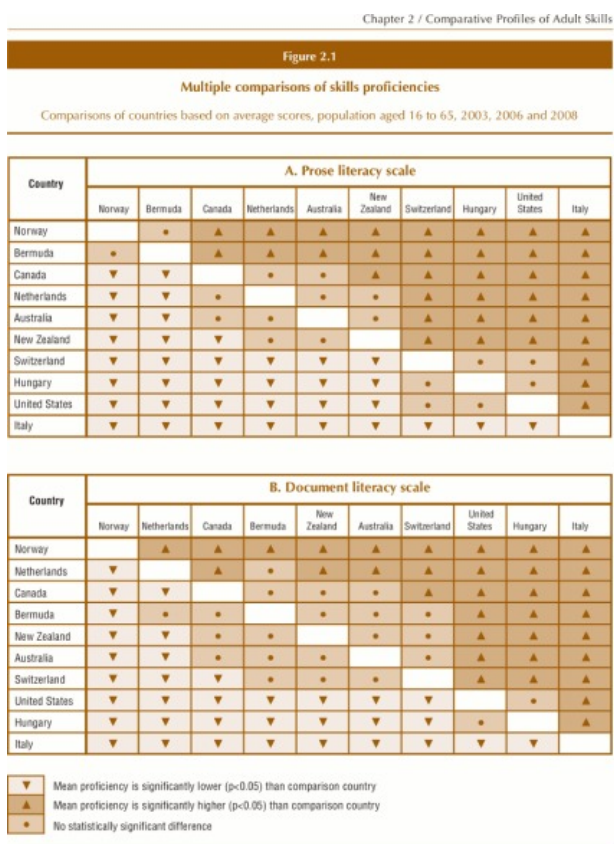 Chapter 2 / Comparative Profiles of Adult Skills
Figure 2.1
Multiple comparisons of skills proficiencies
Comparisons of countries based on average scores, population aged 16 to 65, 2003, 2006 and 2008
Country
A. Prose literacy scale
Norway Bermuda Canada Netherlands Australia New Zealand Switzerland Hungary United States Italy
Norway • ▲ ▲ ▲ ▲ ▲ ▲ ▲ ▲
Bermuda • ▲ ▲ ▲ ▲ ▲ ▲ ▲ ▲
Canada ▼ ▼ • • ▲ ▲ ▲ ▲ ▲
Netherlands ▼ ▼ • • • ▲ ▲ ▲ ▲
Australia ▼ ▼ • • • ▲ ▲ ▲ ▲
New Zealand ▼ ▼ ▼ • • ▲ ▲ ▲ ▲
Switzerland ▼ ▼ ▼ ▼ ▼ ▼ • • ▲
Hungary ▼ ▼ ▼ ▼ ▼ ▼ • • ▲
United States ▼ ▼ ▼ ▼ ▼ ▼ • • ▲
Italy ▼ ▼ ▼ ▼ ▼ ▼ ▼ ▼ ▼
Country
B. Document literacy scale
Norway Netherlands Canada Bermuda New Zealand Australia Switzerland United States Hungary Italy
Norway ▲ ▲ ▲ ▲ ▲ ▲ ▲ ▲ ▲
Netherlands ▼ ▲ • ▲ ▲ ▲ ▲ ▲ ▲
Canada ▼ ▼ • • • ▲ ▲ ▲ ▲
Bermuda ▼ • • • • • ▲ ▲ ▲
New Zealand ▼ ▼ • • • • ▲ ▲ ▲
Australia ▼ ▼ • • • • ▲ ▲ ▲
Switzerland ▼ ▼ ▼ • • • ▲ ▲ ▲
United States ▼ ▼ ▼ ▼ ▼ ▼ ▼ • ▲
Hungary ▼ ▼ ▼ ▼ ▼ ▼ ▼ • ▲
Italy ▼ ▼ ▼ ▼ ▼ ▼ ▼ ▼ ▼
▼ Mean proficiency is significantly lower (p<0.05) than comparison country
▲ Mean proficiency is significantly higher (p<0.05) than comparison country
• No statistically significant difference